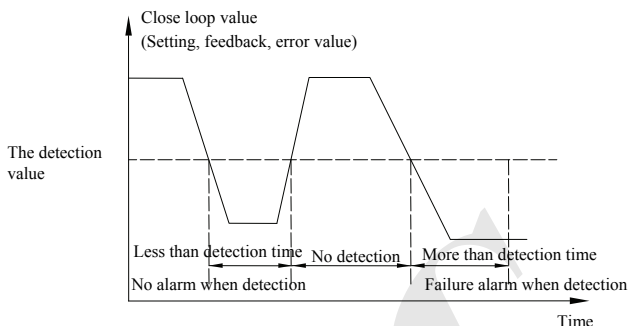 Close loop value
(Setting, feedback, error value)
The detection
value
Less than detection time
No detection
More than detection time
No alarm when detection
Failure alarm when detection
Time